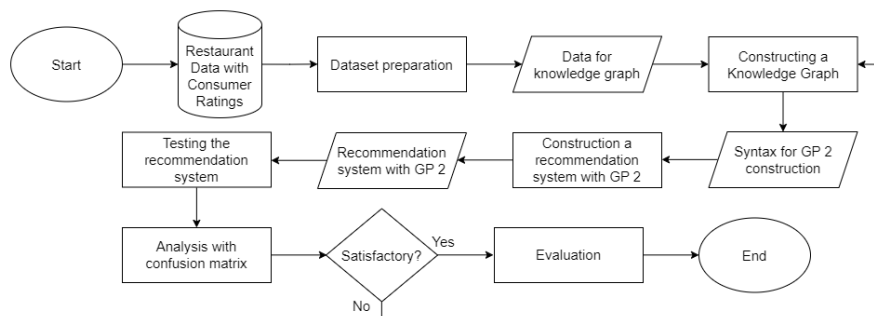 Start
Restaurant
Data with
Consumer
Ratings
Dataset preparation
Data for
knowledge graph
Constructing a
Knowledge Graph
Testing the
recommendation
system
Recommendation
system with GP 2
Construction a
recommendation
system with GP 2
Syntax for GP 2
construction
Analysis with
confusion matrix
Satisfactory?
Yes
Evaluation
End
No